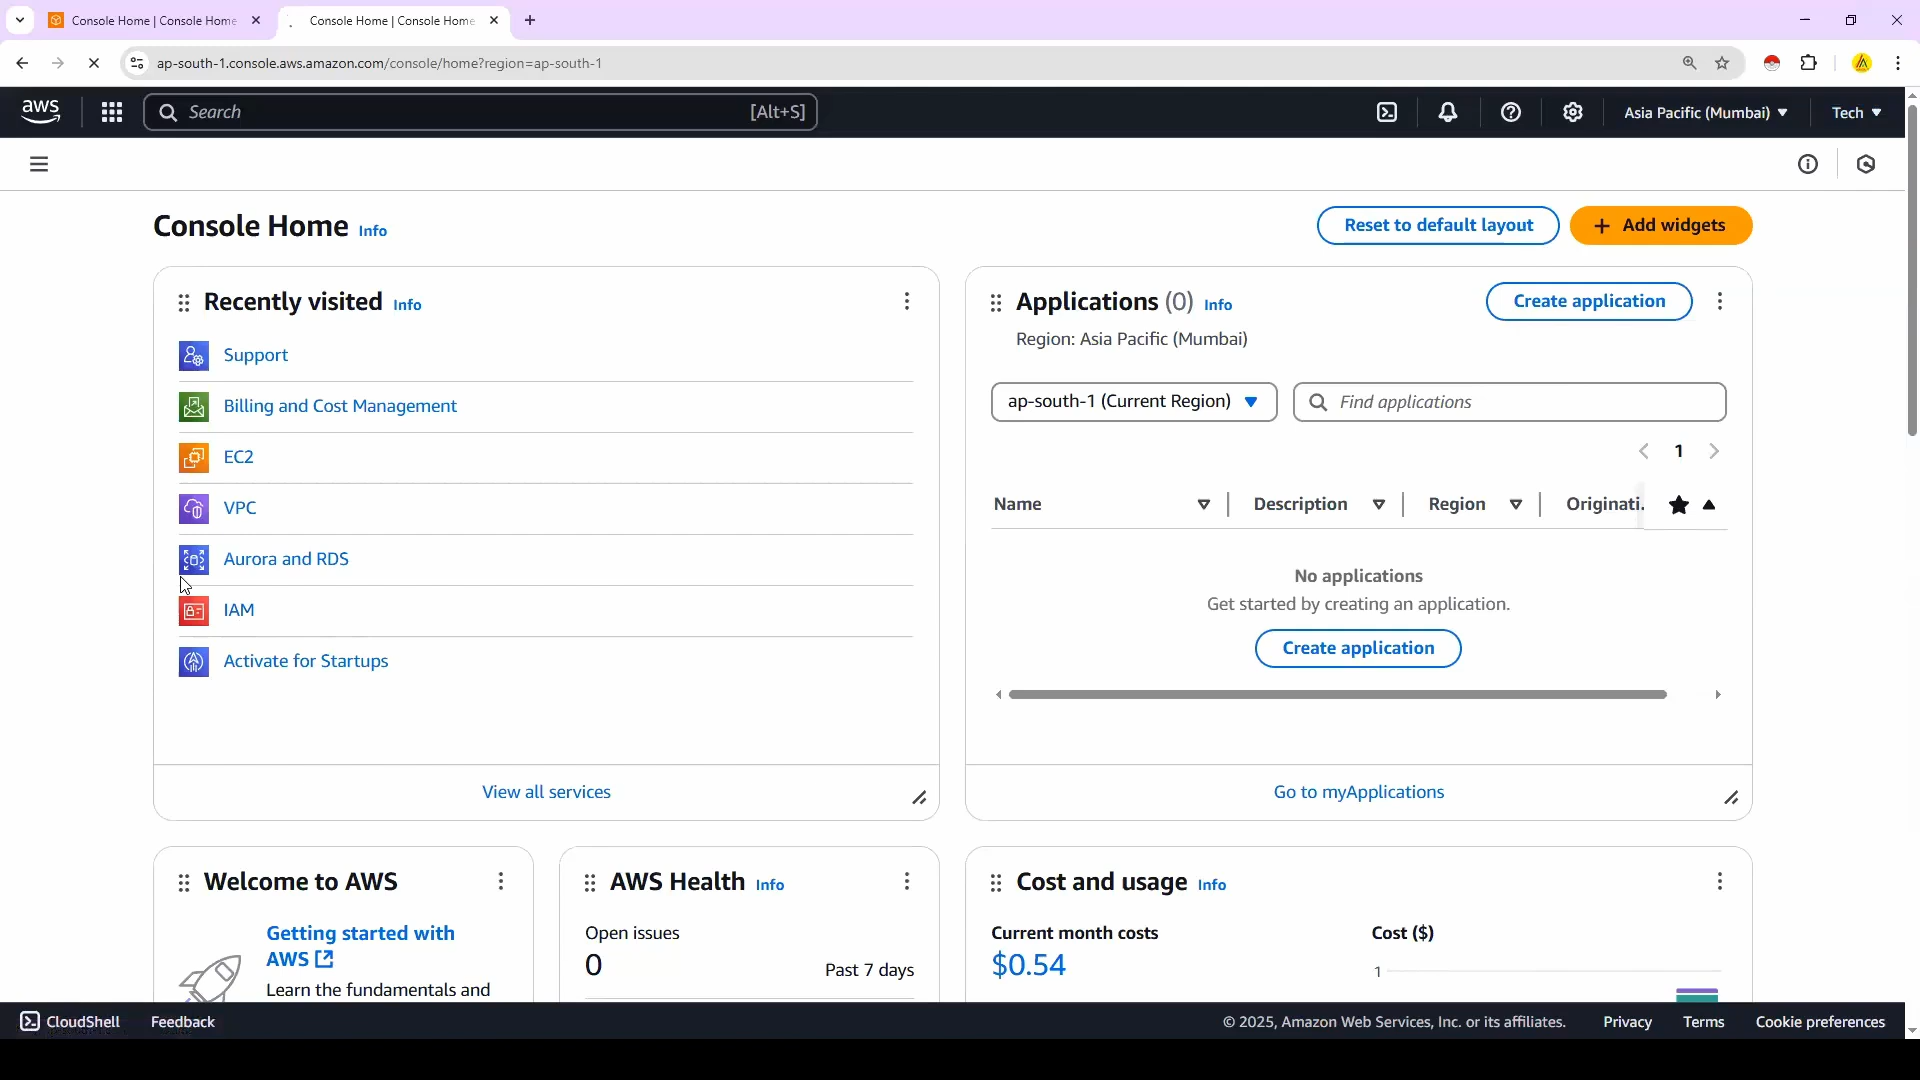 Console Home | Console Home
Console Home | Console Home
ap-south-1.console.aws.amazon.com/console/home?region=ap-south-1
aws
Search
[Alt+S]
Asia Pacific (Mumbai)
Tech
Console Home Info
Reset to default layout
Add widgets
Recently visited Info
Support
Billing and Cost Management
EC2
VPC
Aurora and RDS
IAM
Activate for Startups
View all services
Applications (0) Info
Create application
Region: Asia Pacific (Mumbai)
ap-south-1 (Current Region)
Find applications
1
Name
Description
Region
Originati.
No applications
Get started by creating an application.
Create application
Go to myApplications
Welcome to AWS
Getting started with
AWS
Learn the fundamentals and
AWS Health Info
Open issues
0
Past 7 days
Cost and usage Info
Current month costs
$0.54
Cost ($)
1
CloudShell
Feedback
© 2025, Amazon Web Services, Inc. or its affiliates.
Privacy
Terms
Cookie preferences